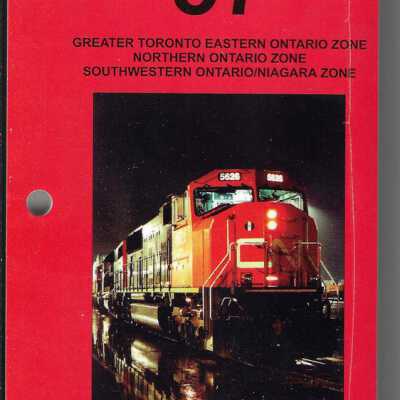 GREATER TORONTO EASTERN ONTARIO ZONE
NORTHERN ONTARIO ZONE
SOUTHWESTERN ONTARIO/NIAGARA ZONE
5626
5626